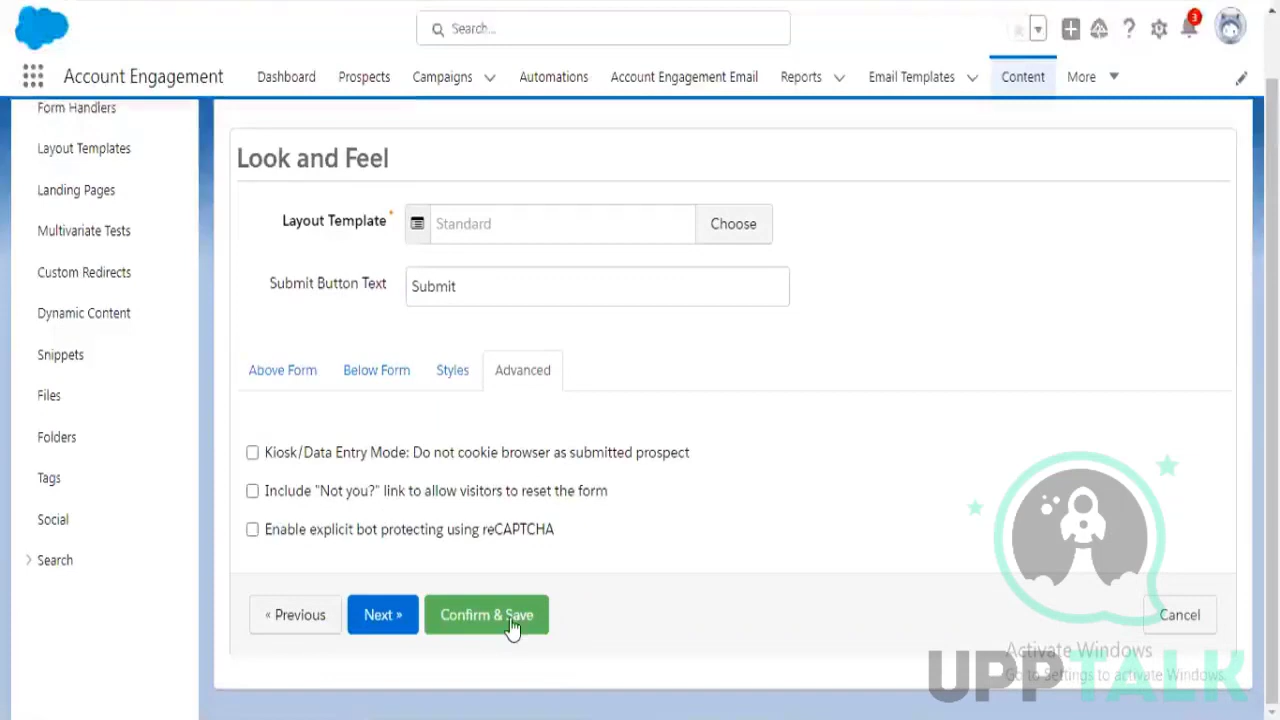 Search...
3
Account Engagement
Dashboard
Prospects
Campaigns
Automations
Account Engagement Email
Reports
Email Templates
Content
More
Form Handlers
Layout Templates
Landing Pages
Multivariate Tests
Custom Redirects
Dynamic Content
Snippets
Files
Folders
Tags
Social
Search
Look and Feel
Layout Template*
Standard
Choose
Submit Button Text
Submit
Above Form
Below Form
Styles
Advanced
Kiosk/Data Entry Mode: Do not cookie browser as submitted prospect
Include "Not you?" link to allow visitors to reset the form
Enable explicit bot protecting using reCAPTCHA
« Previous
Next »
Confirm & Save
Cancel
Activate Windows
Go to Settings to activate Windows.
UPPTALK